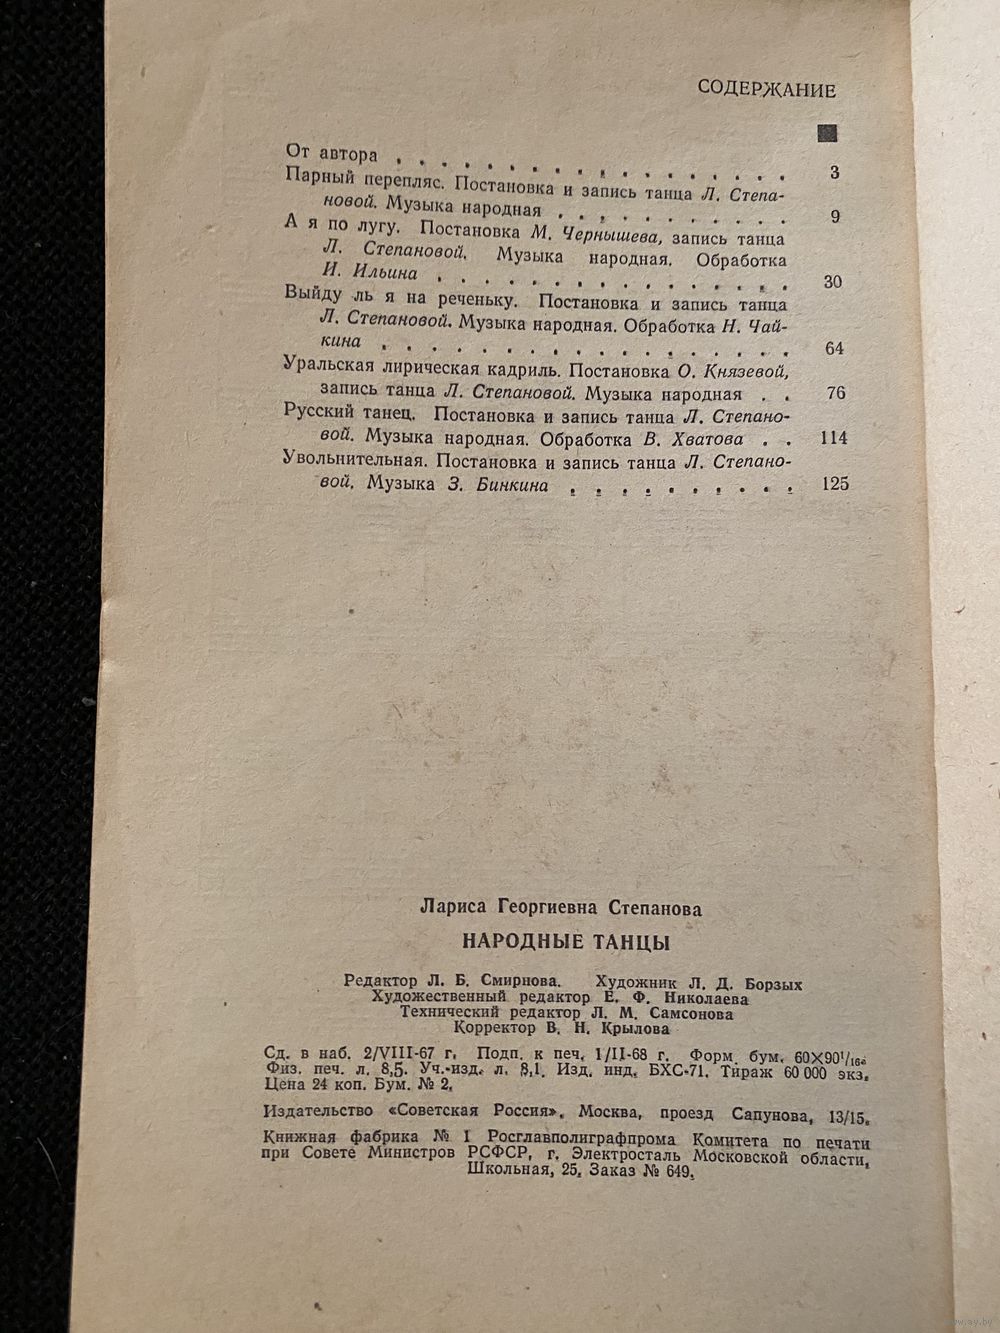 СОДЕРЖАНИЕ
От автора . . . . . . . . . . . . . . . . . . 3
Парный перепляс. Постановка и запись танца Л. Степа-
новой. Музыка народная . . . . . . . . . . . 9
А я по лугу. Постановка М. Чернышева, запись танца
Л. Степановой. Музыка народная. Обработка
И. Ильина . . . . . . . . . . . . . . . . 30
Выйду ль я на реченьку. Постановка и запись танца
Л. Степановой. Музыка народная. Обработка Н. Чай-
кина . . . . . . . . . . . . . . . . . . 64
Уральская лирическая кадриль. Постановка О. Князевой,
запись танца Л. Степановой. Музыка народная . . 76
Русский танец. Постановка и запись танца Л. Степано-
вой. Музыка народная. Обработка В. Хватова . . 114
Увольнительная. Постановка и запись танца Л. Степано-
вой. Музыка З. Бинкина . . . . . . . . . . 125
Лариса Георгиевна Степанова
НАРОДНЫЕ ТАНЦЫ
Редактор Л. Б. Смирнова. Художник Л. Д. Борзых
Художественный редактор Е. Ф. Николаева
Технический редактор Л. М. Самсонова
Корректор В. Н. Крылова
Сд. в наб. 2/VIII-67 г. Подп. к печ. 1/II-68 г. Форм. бум. 60×90¹/₁₆.
Физ. печ. л. 8,5. Уч.-изд. л. 8,1. Изд. инд. БХС-71. Тираж 60 000 экз.
Цена 24 коп. Бум. № 2.
Издательство «Советская Россия». Москва, проезд Сапунова, 13/15.
Книжная фабрика № 1 Росглавполиграфпрома Комитета по печати
при Совете Министров РСФСР, г. Электросталь Московской области,
Школьная, 25. Заказ № 649.